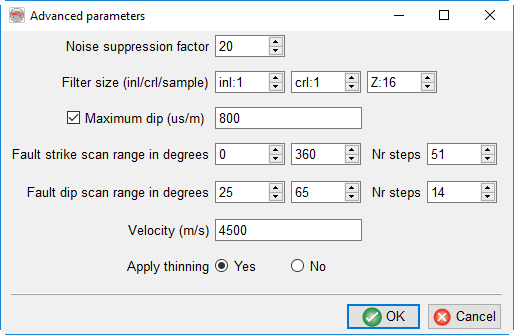 Advanced parameters
Noise suppression factor 20
Filter size (inl/crl/sample) inl:1 crl:1 Z:16
Maximum dip (us/m) 800
Fault strike scan range in degrees 0 360 Nr steps 51
Fault dip scan range in degrees 25 65 Nr steps 14
Velocity (m/s) 4500
Apply thinning Yes No
OK Cancel